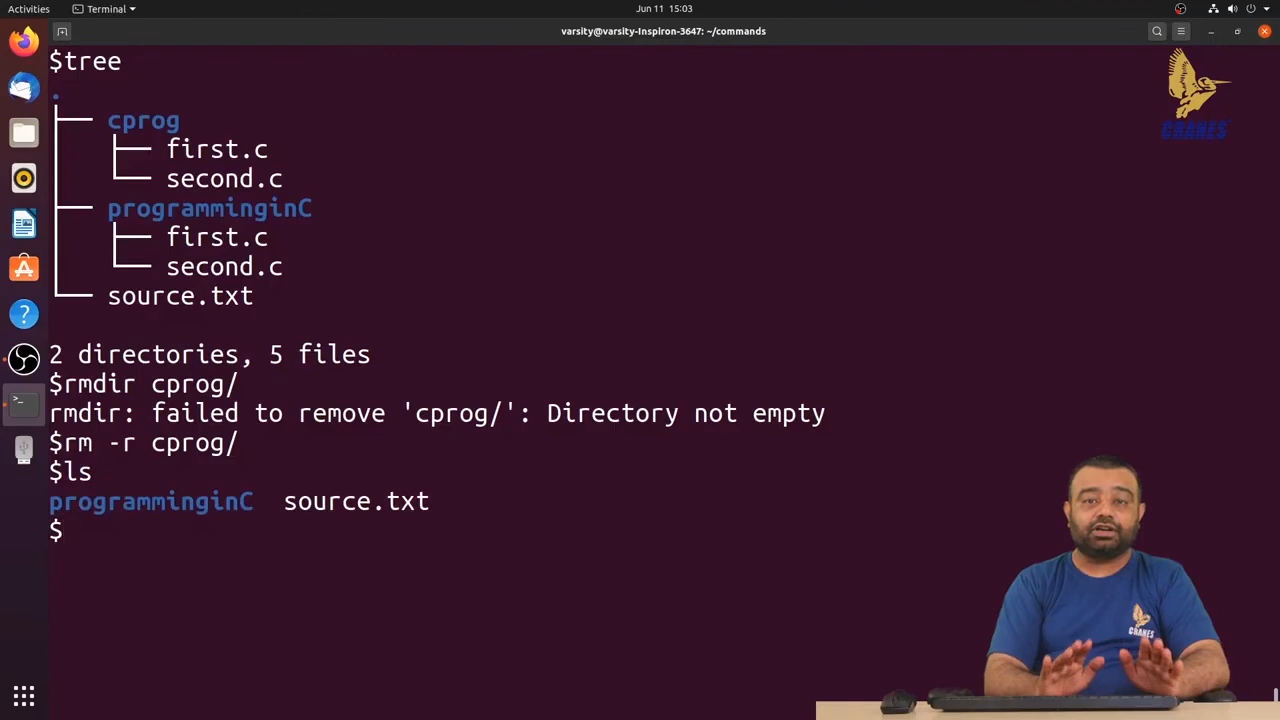 Activities
Terminal
Jun 11 15:03
varsity@varsity-Inspiron-3647: ~/commands
$tree
.
├── cprog
│   ├── first.c
│   └── second.c
├── programminginC
│   ├── first.c
│   └── second.c
└── source.txt
2 directories, 5 files
$rmdir cprog/
rmdir: failed to remove 'cprog/': Directory not empty
$rm -r cprog/
$ls
programminginC  source.txt
$
CRANES
CRANES